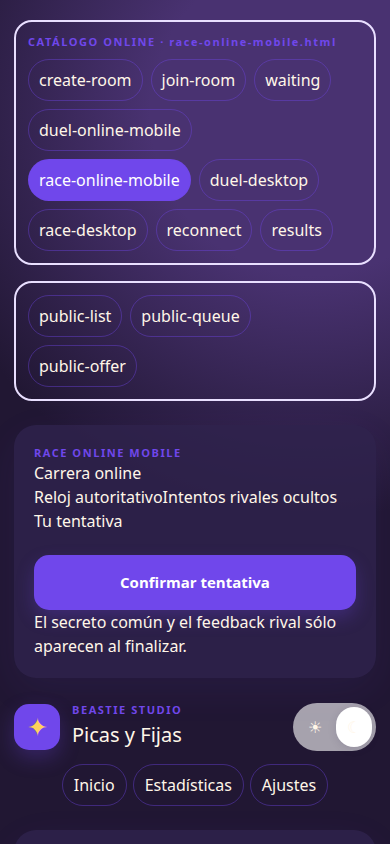 CATÁLOGO ONLINE · race-online-mobile.html
create-room join-room waiting
duel-online-mobile
race-online-mobile duel-desktop
race-desktop reconnect results
public-list public-queue
public-offer
RACE ONLINE MOBILE
Carrera online
Reloj autoritativoIntentos rivales ocultos
Tu tentativa
Confirmar tentativa
El secreto común y el feedback rival sólo
aparecen al finalizar.
BEASTIE STUDIO
Picas y Fijas
Inicio Estadísticas Ajustes